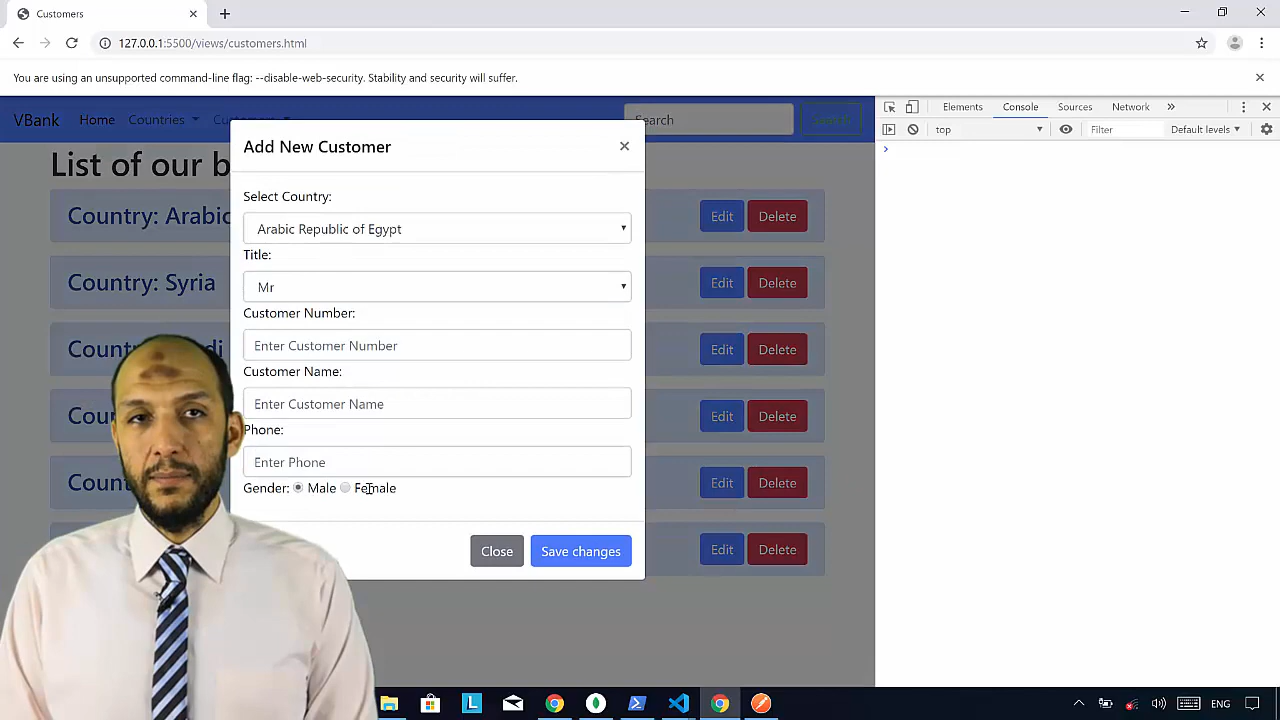 Customers
127.0.0.1:5500/views/customers.html
You are using an unsupported command-line flag: --disable-web-security. Stability and security will suffer.
VBank Home Countries Search
Elements Console Sources Network
top Filter Default levels
List of our b
Add New Customer
Select Country:
Arabic Republic of Egypt
Title:
Mr
Customer Number:
Enter Customer Number
Customer Name:
Enter Customer Name
Phone:
Enter Phone
Gender: Male Female
Close Save changes
Country: Arabic Edit Delete
Country: Syria Edit Delete
Edit Delete
Edit Delete
Edit Delete
Edit Delete
L ENG